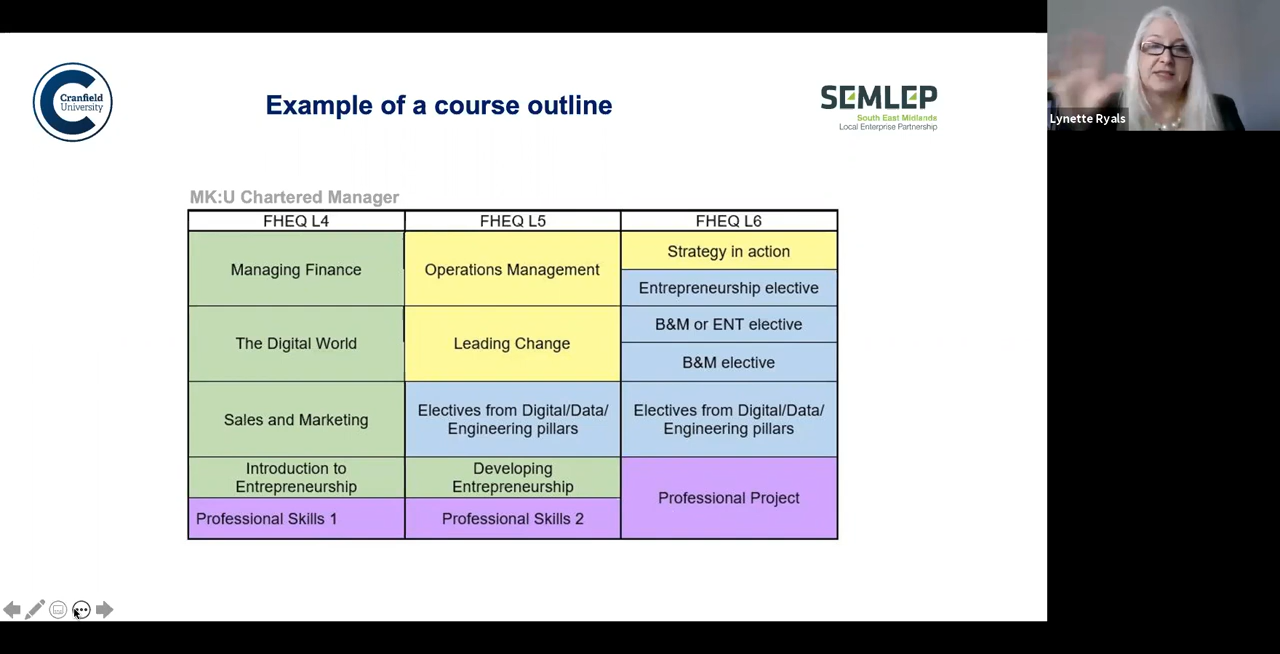 Cranfield
University
Example of a course outline
SEMLEP
South East Midlands
Local Enterprise Partnership
Lynette Ryals
MK:U Chartered Manager
FHEQ L4
FHEQ L5
FHEQ L6
Managing Finance
Operations Management
Strategy in action
Entrepreneurship elective
The Digital World
Leading Change
B&M or ENT elective
B&M elective
Sales and Marketing
Electives from Digital/Data/
Engineering pillars
Electives from Digital/Data/
Engineering pillars
Introduction to
Entrepreneurship
Developing
Entrepreneurship
Professional Project
Professional Skills 1
Professional Skills 2